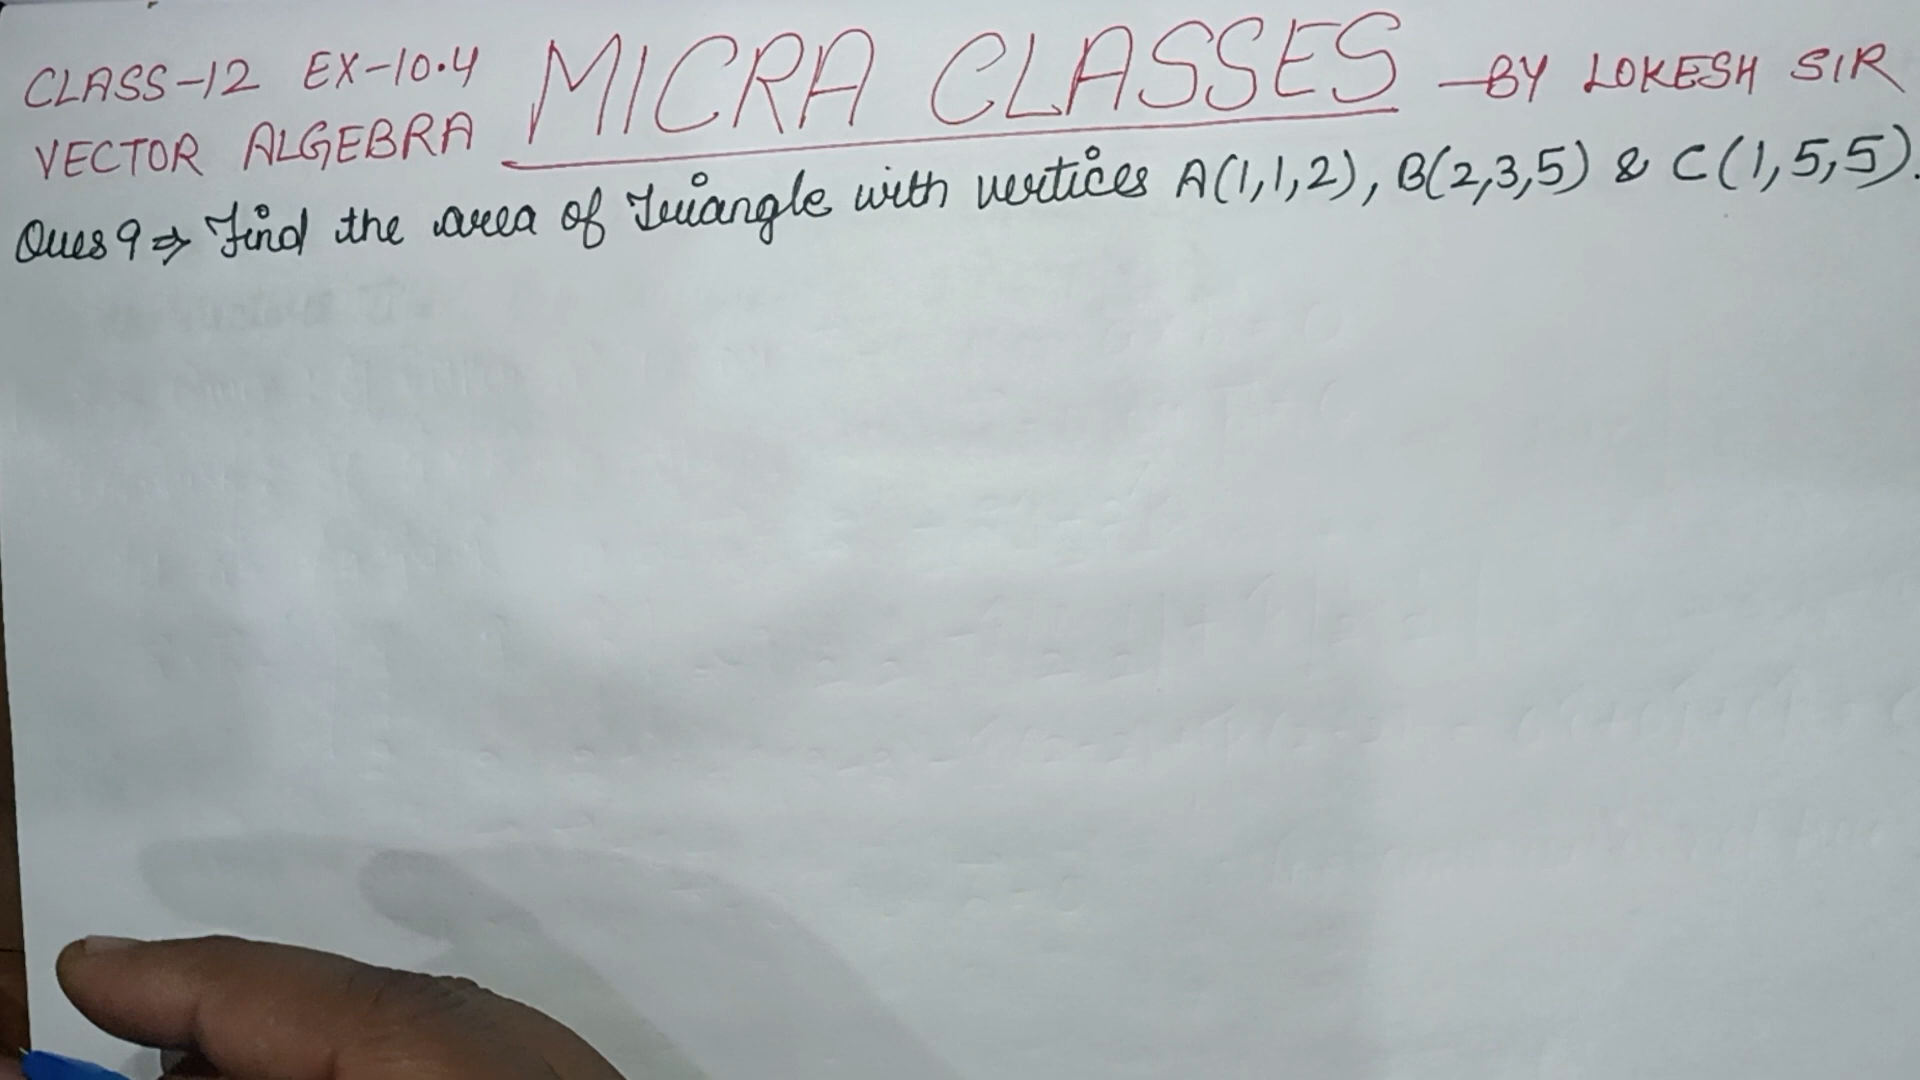 CLASS-12 EX-10.4 MICRA CLASSES -BY LOKESH SIR
VECTOR ALGEBRA
Ques 9 ⇒ Find the area of Triangle with vertices A(1,1,2), B(2,3,5) & C(1,5,5).